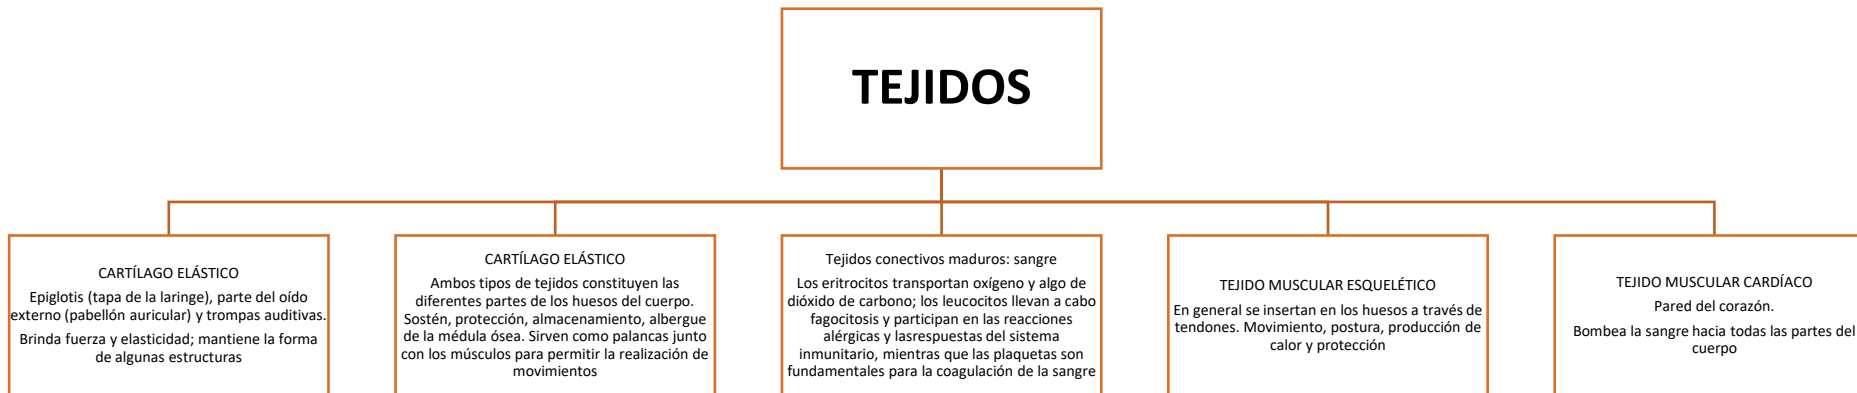 TEJIDOS
CARTÍLAGO ELÁSTICO
Epiglotis (tapa de la laringe), parte del oído
externo (pabellón auricular) y trompas auditivas.
Brinda fuerza y elasticidad; mantiene la forma
de algunas estructuras
CARTÍLAGO ELÁSTICO
Ambos tipos de tejidos constituyen las
diferentes partes de los huesos del cuerpo.
Sostén, protección, almacenamiento, albergue
de la médula ósea. Sirven como palancas junto
con los músculos para permitir la realización de
movimientos
Tejidos conectivos maduros: sangre
Los eritrocitos transportan oxígeno y algo de
dióxido de carbono; los leucocitos llevan a cabo
fagocitosis y participan en las reacciones
alérgicas y lasrespuestas del sistema
inmunitario, mientras que las plaquetas son
fundamentales para la coagulación de la sangre
TEJIDO MUSCULAR ESQUELÉTICO
En general se insertan en los huesos a través de
tendones. Movimiento, postura, producción de
calor y protección
TEJIDO MUSCULAR CARDÍACO
Pared del corazón.
Bombea la sangre hacia todas las partes del
cuerpo